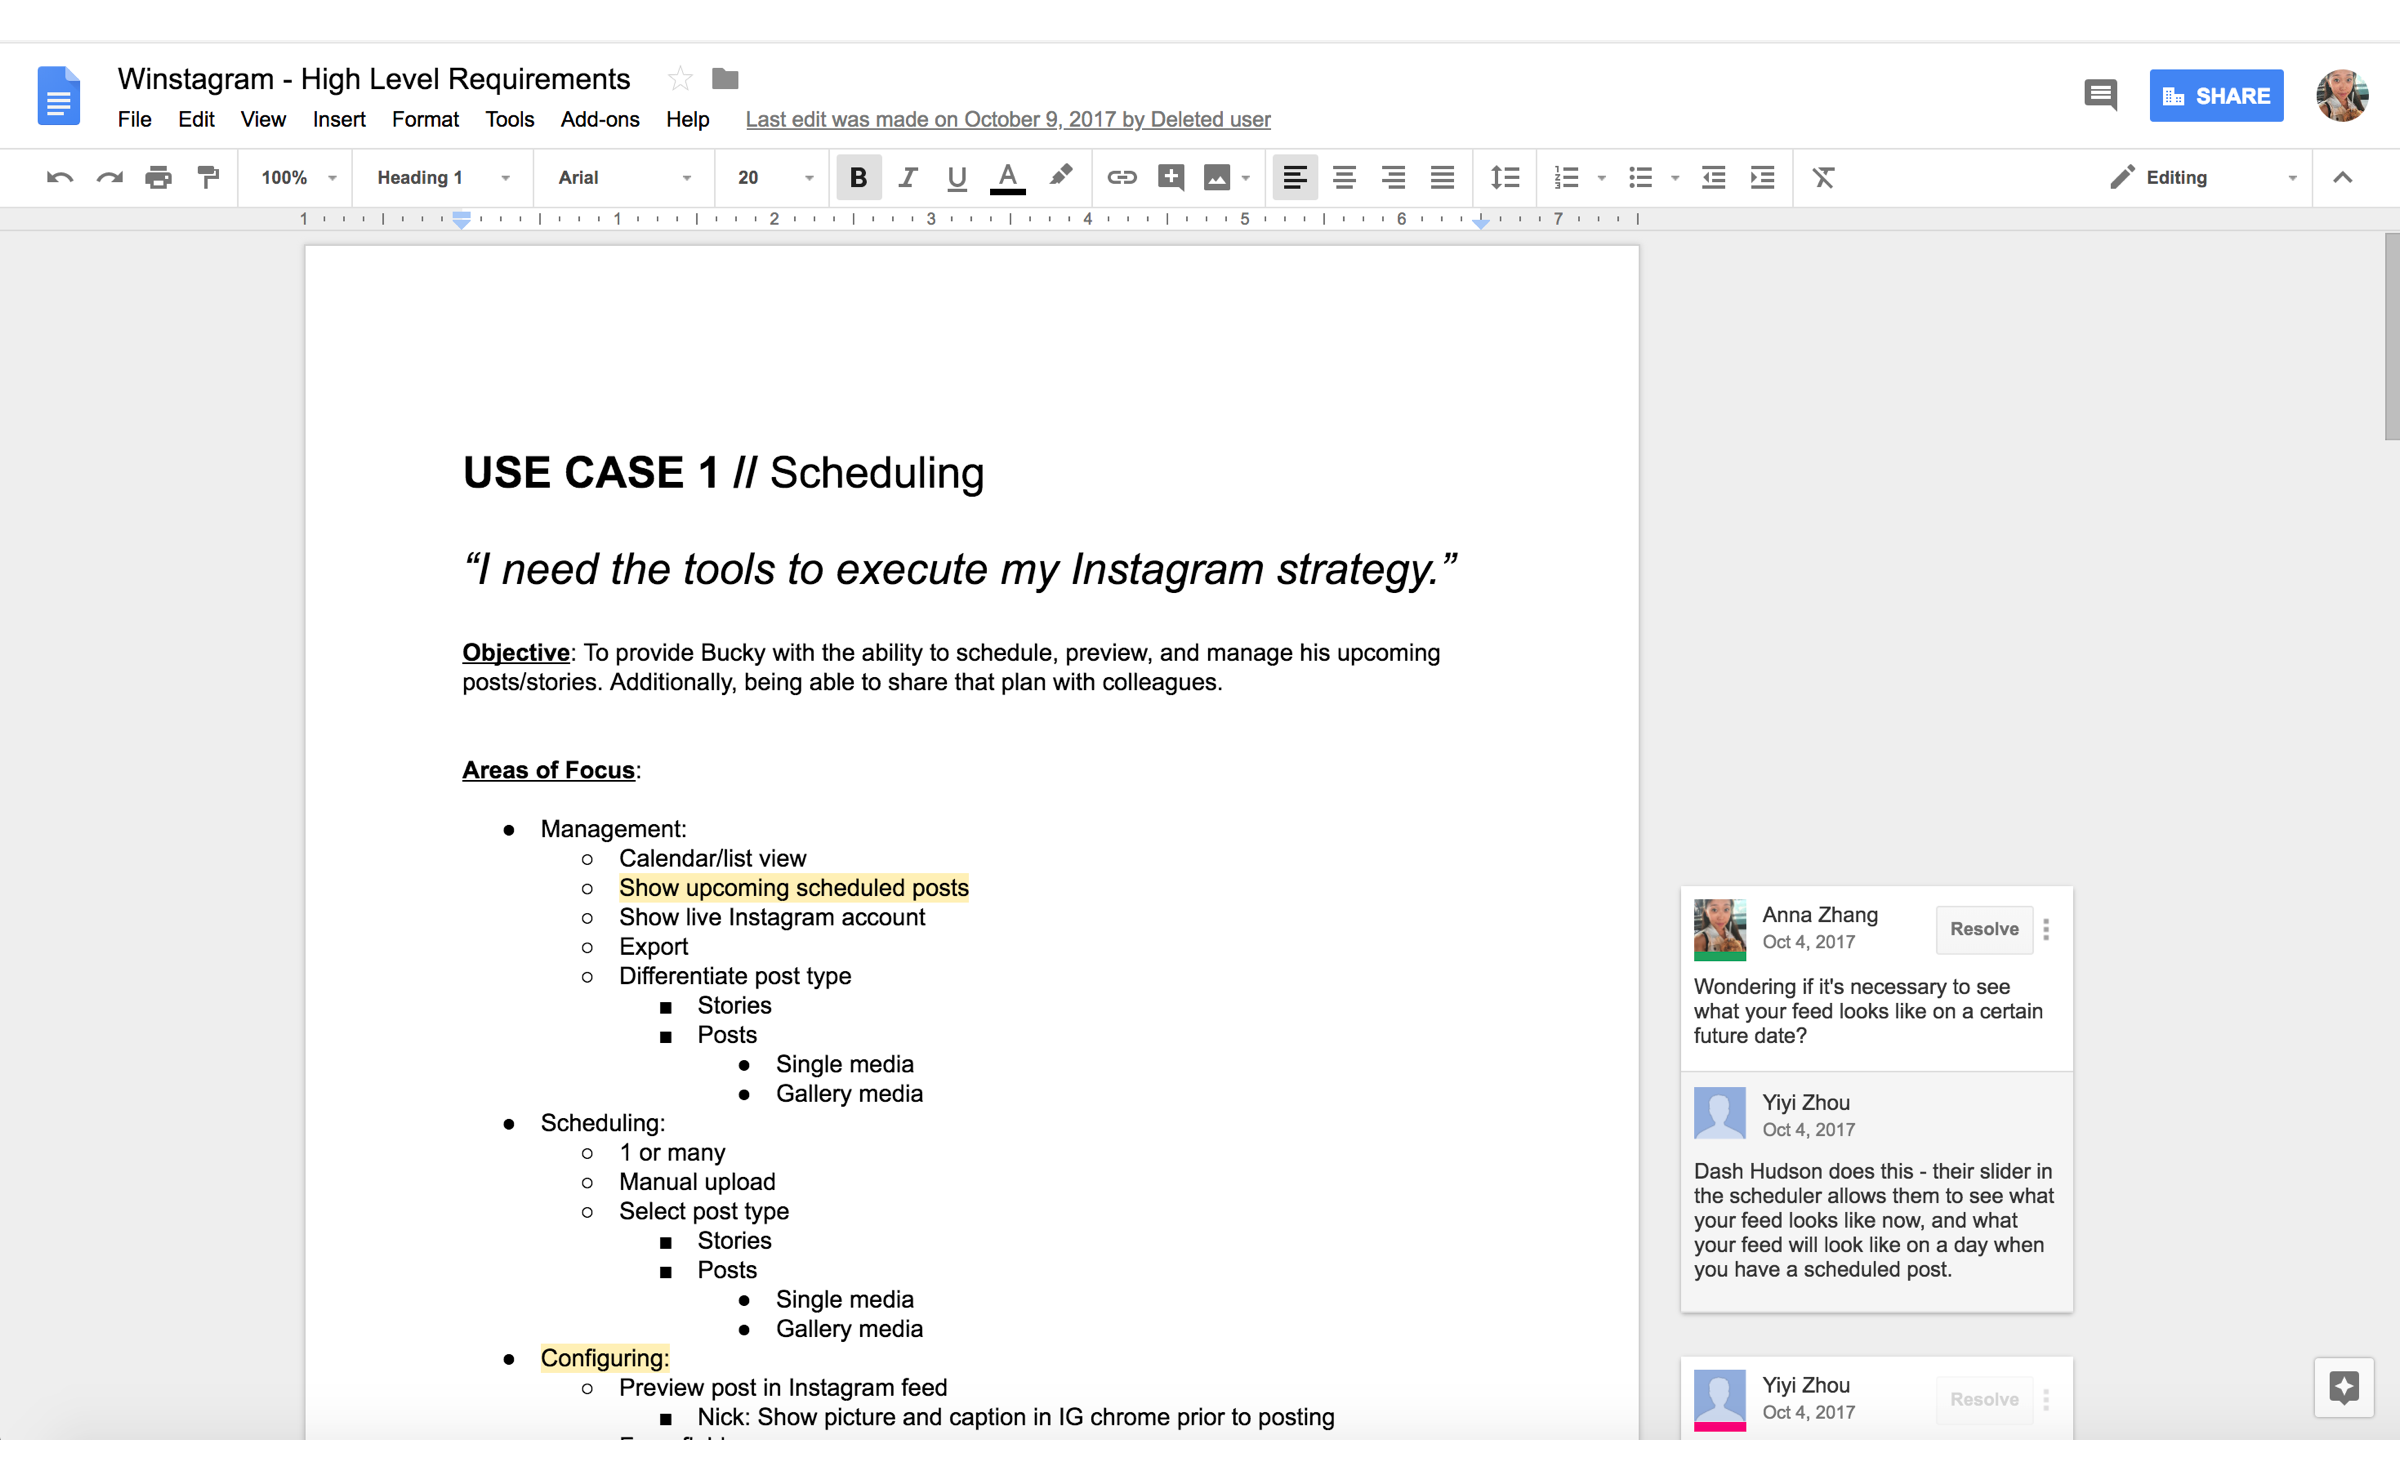 Winstagram - High Level Requirements
File Edit View Insert Format Tools Add-ons Help Last edit was made on October 9, 2017 by Deleted user
SHARE
100% Heading 1 Arial 20 B I U A Editing
1 1 2 3 4 5 6 7
USE CASE 1 // Scheduling
“I need the tools to execute my Instagram strategy.”
Objective: To provide Bucky with the ability to schedule, preview, and manage his upcoming
posts/stories. Additionally, being able to share that plan with colleagues.
Areas of Focus:
● Management:
○ Calendar/list view
○ Show upcoming scheduled posts
○ Show live Instagram account
○ Export
○ Differentiate post type
■ Stories
■ Posts
● Single media
● Gallery media
● Scheduling:
○ 1 or many
○ Manual upload
○ Select post type
■ Stories
■ Posts
● Single media
● Gallery media
● Configuring:
○ Preview post in Instagram feed
■ Nick: Show picture and caption in IG chrome prior to posting
Anna Zhang
Oct 4, 2017
Resolve
Wondering if it's necessary to see
what your feed looks like on a certain
future date?
Yiyi Zhou
Oct 4, 2017
Dash Hudson does this - their slider in
the scheduler allows them to see what
your feed looks like now, and what
your feed will look like on a day when
you have a scheduled post.
Yiyi Zhou
Oct 4, 2017
Resolve